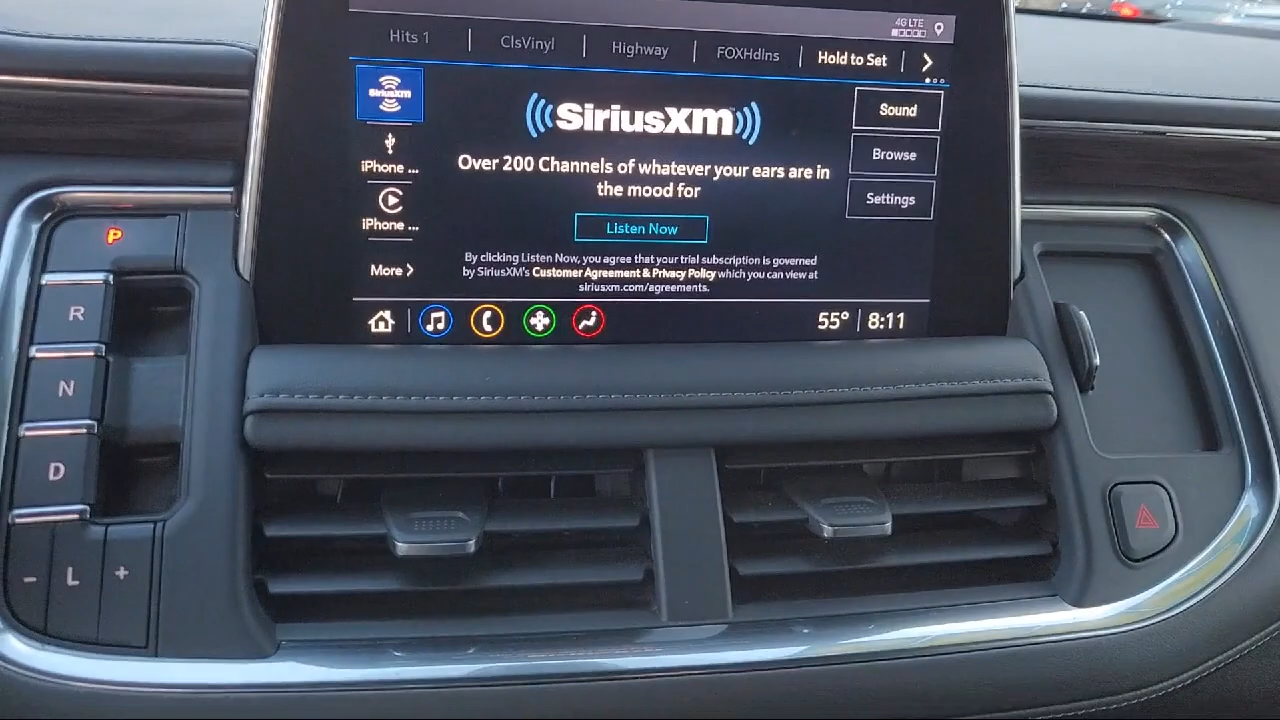 4G LTE
Hits 1
ClsVinyl
Highway
FOXHdlns
Hold to Set
SiriusXM
SiriusXM
Over 200 Channels of whatever your ears are in
the mood for
Listen Now
By clicking Listen Now, you agree that your trial subscription is governed
by SiriusXM's Customer Agreement & Privacy Policy which you can view at
siriusxm.com/agreements.
iPhone ...
iPhone ...
More >
Sound
Browse
Settings
55° 8:11
P
R
N
D
- L +